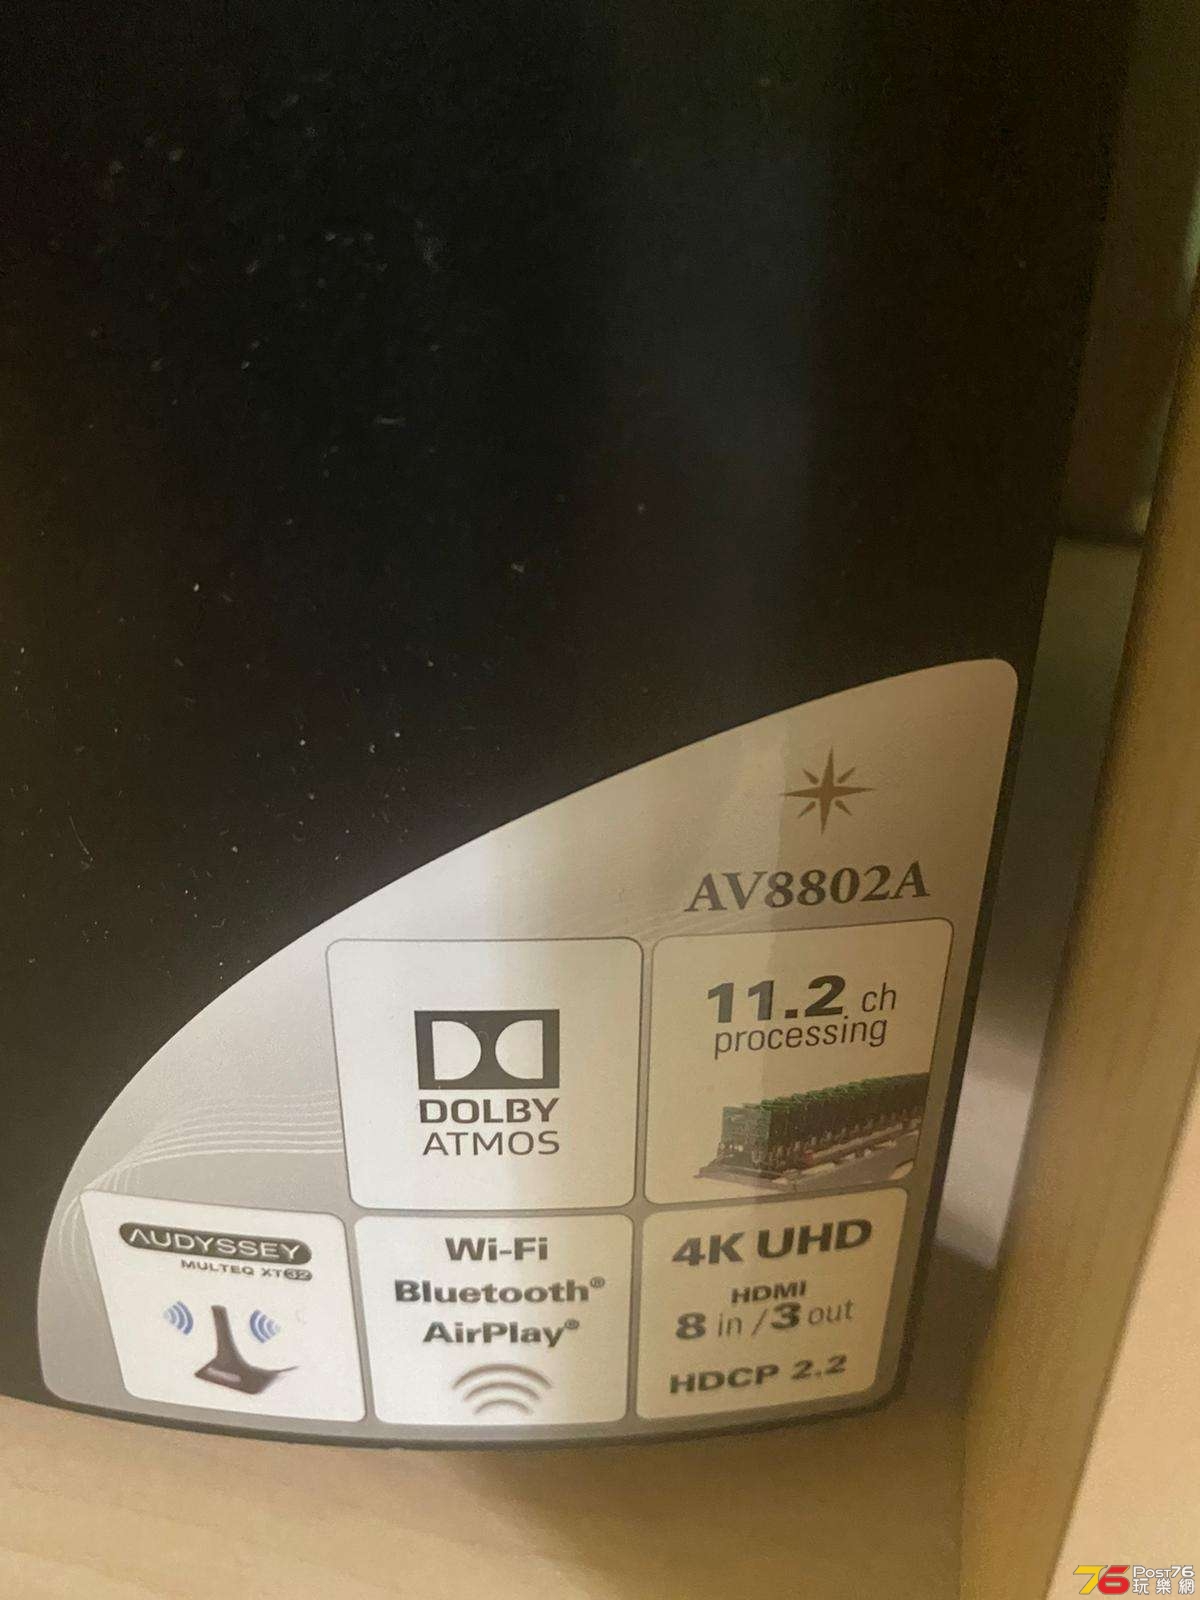 AV8802A
DOLBY
ATMOS
11.2 ch
processing
AUDYSSEY
MULTEQ XT32
Wi-Fi
Bluetooth®
AirPlay®
4K UHD
HDMI
8 in / 3 out
HDCP 2.2
76 Post76
玩樂網